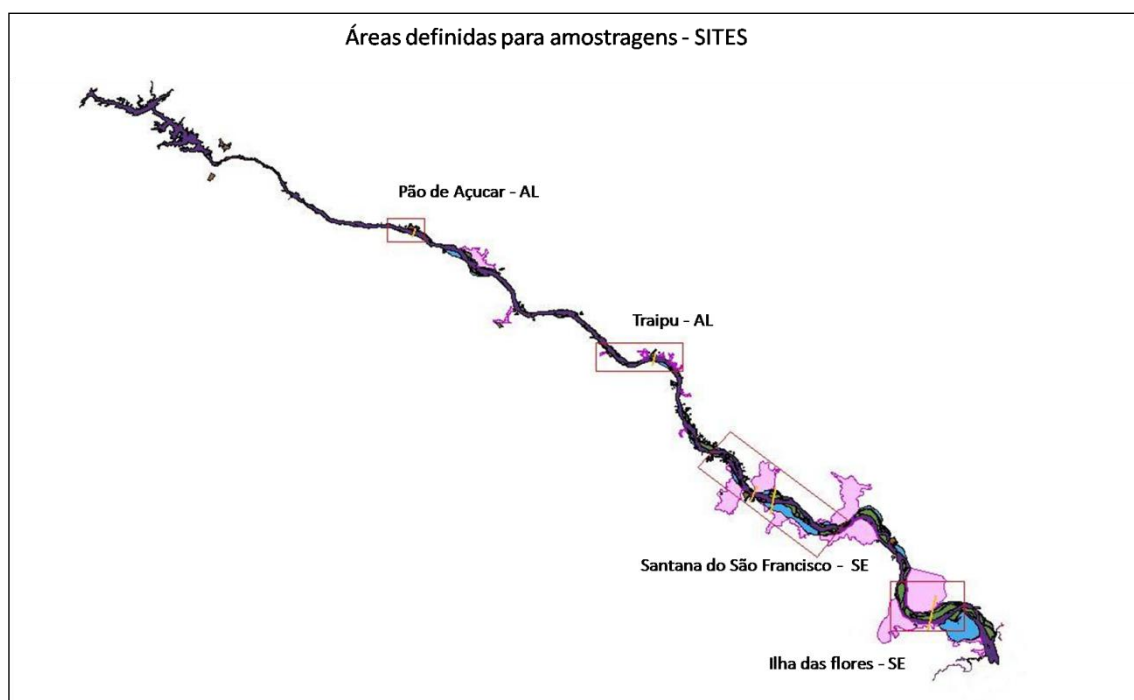 Áreas definidas para amostragens - SITES
Pão de Açucar - AL
Traipu - AL
Santana do São Francisco - SE
Ilha das flores - SE